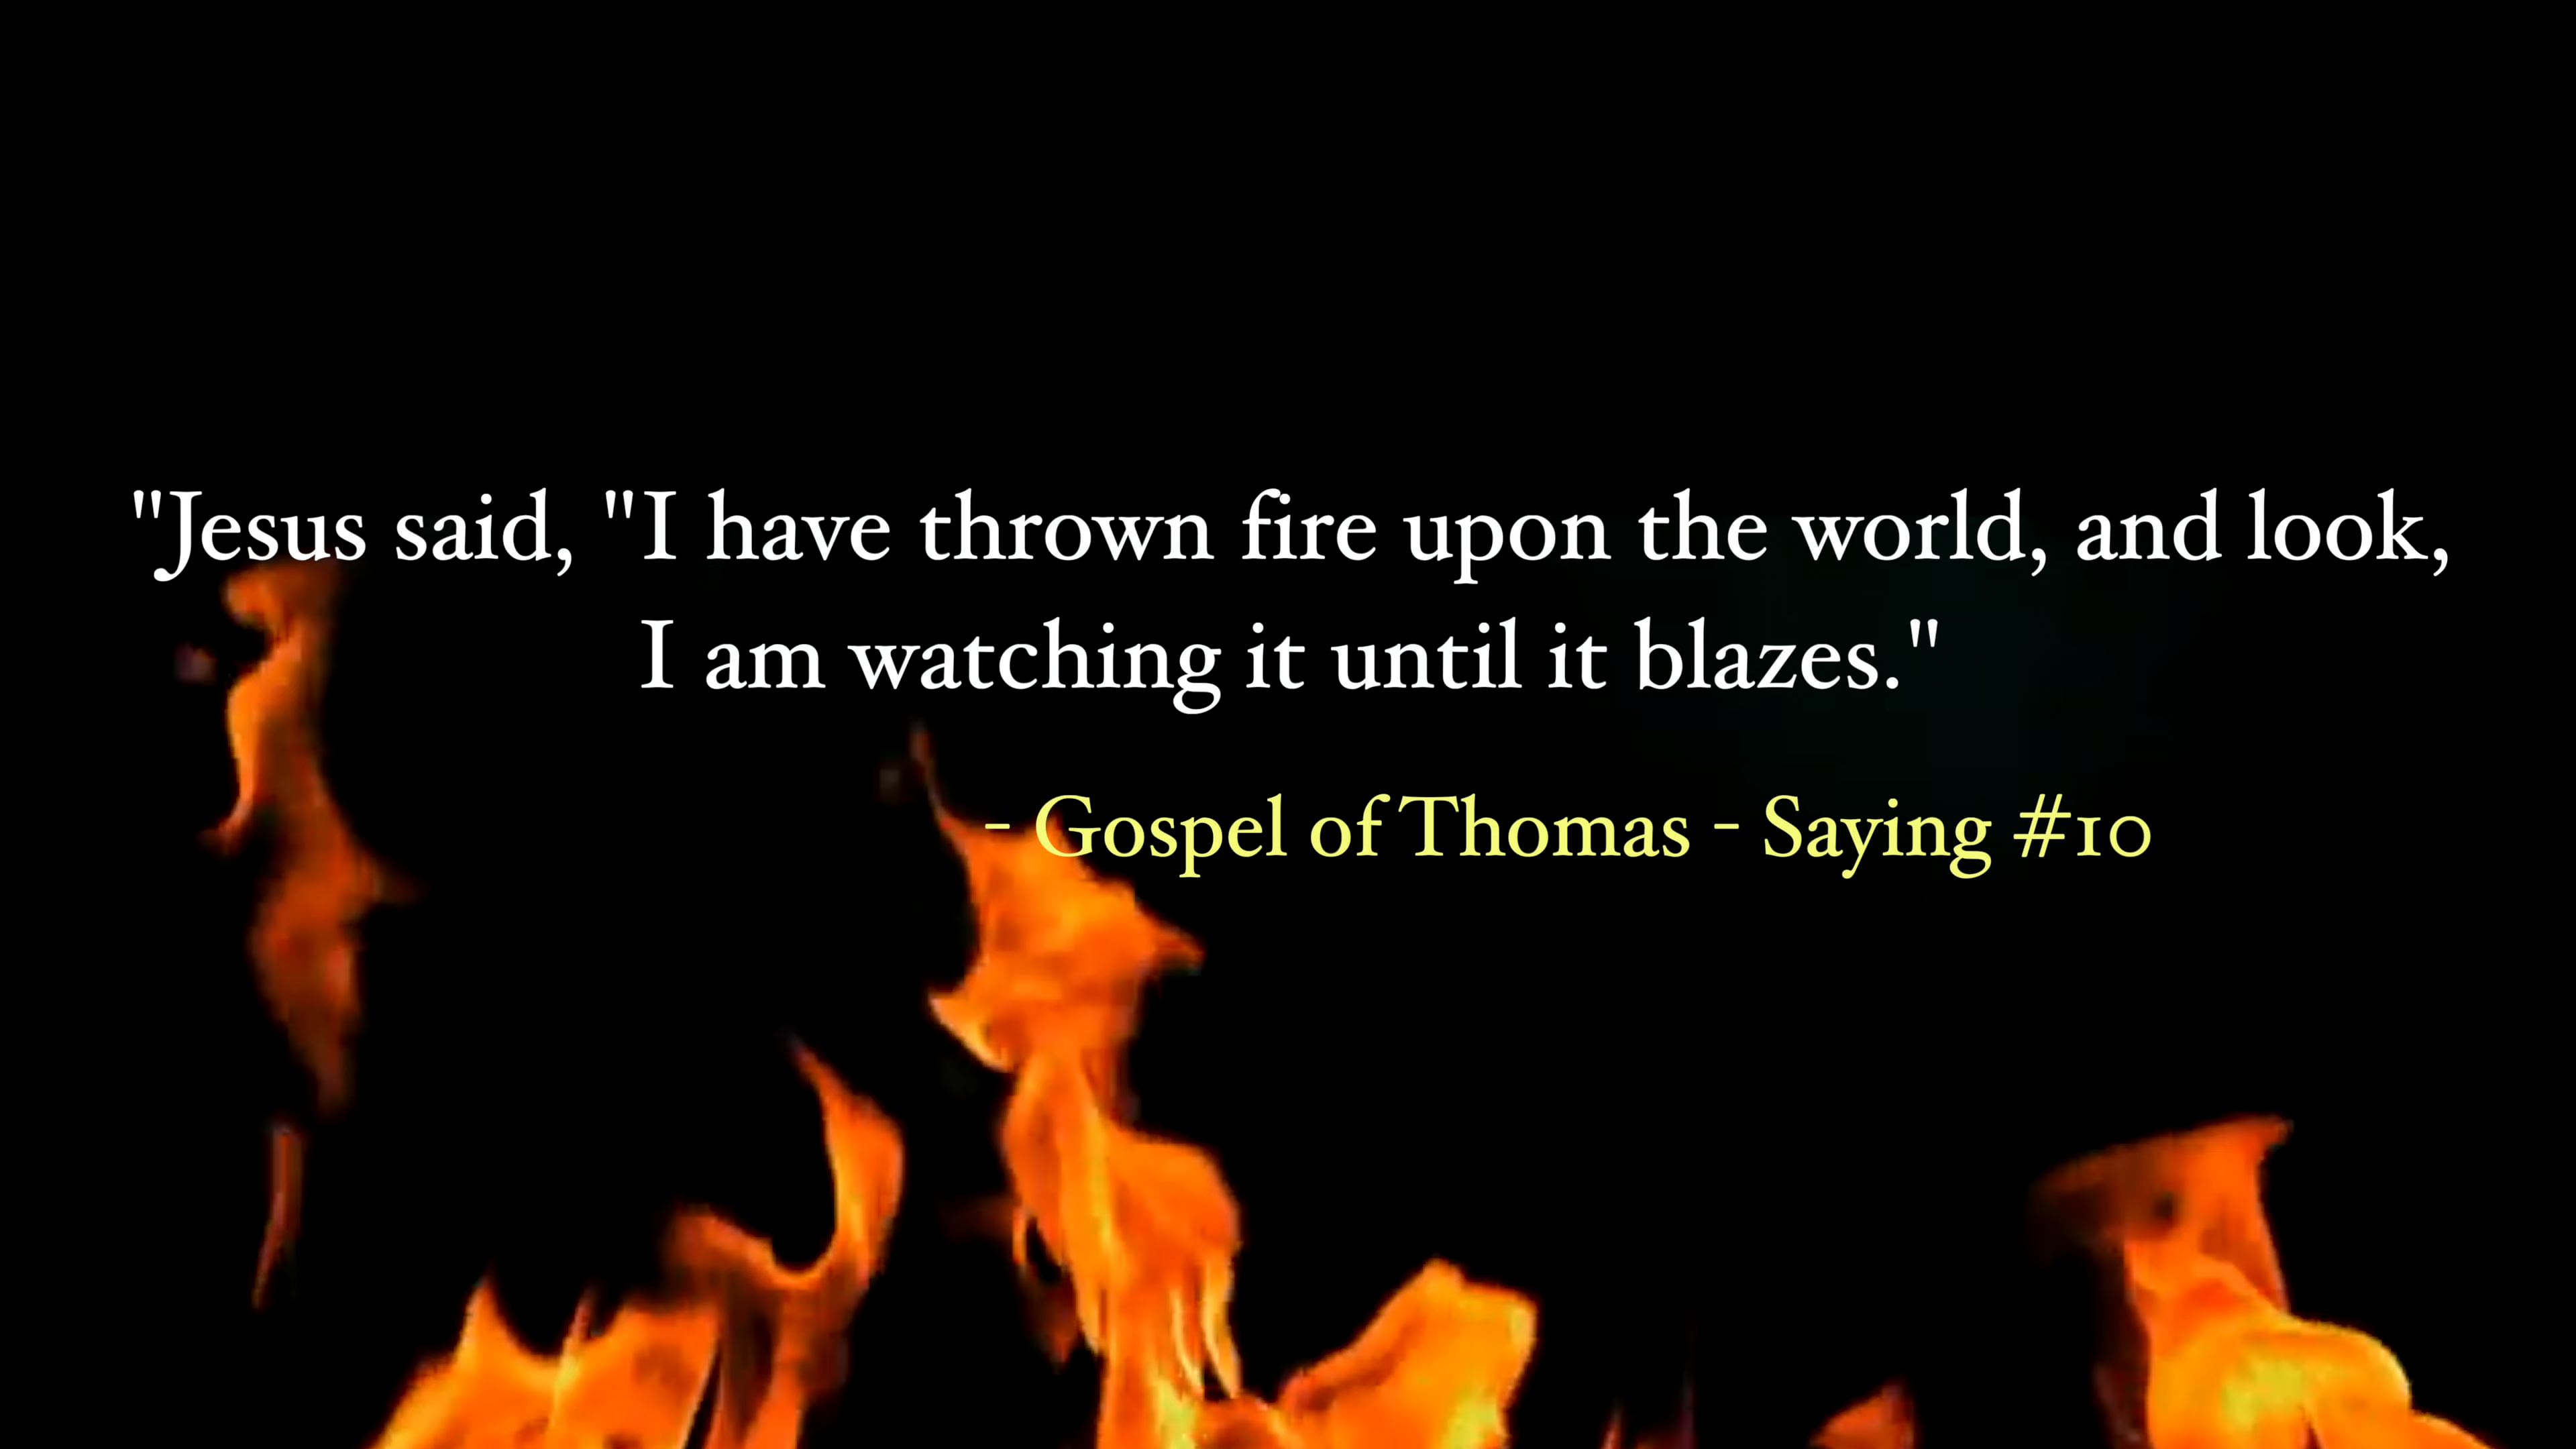 "Jesus said, "I have thrown fire upon the world, and look,
I am watching it until it blazes."
- Gospel of Thomas - Saying #10